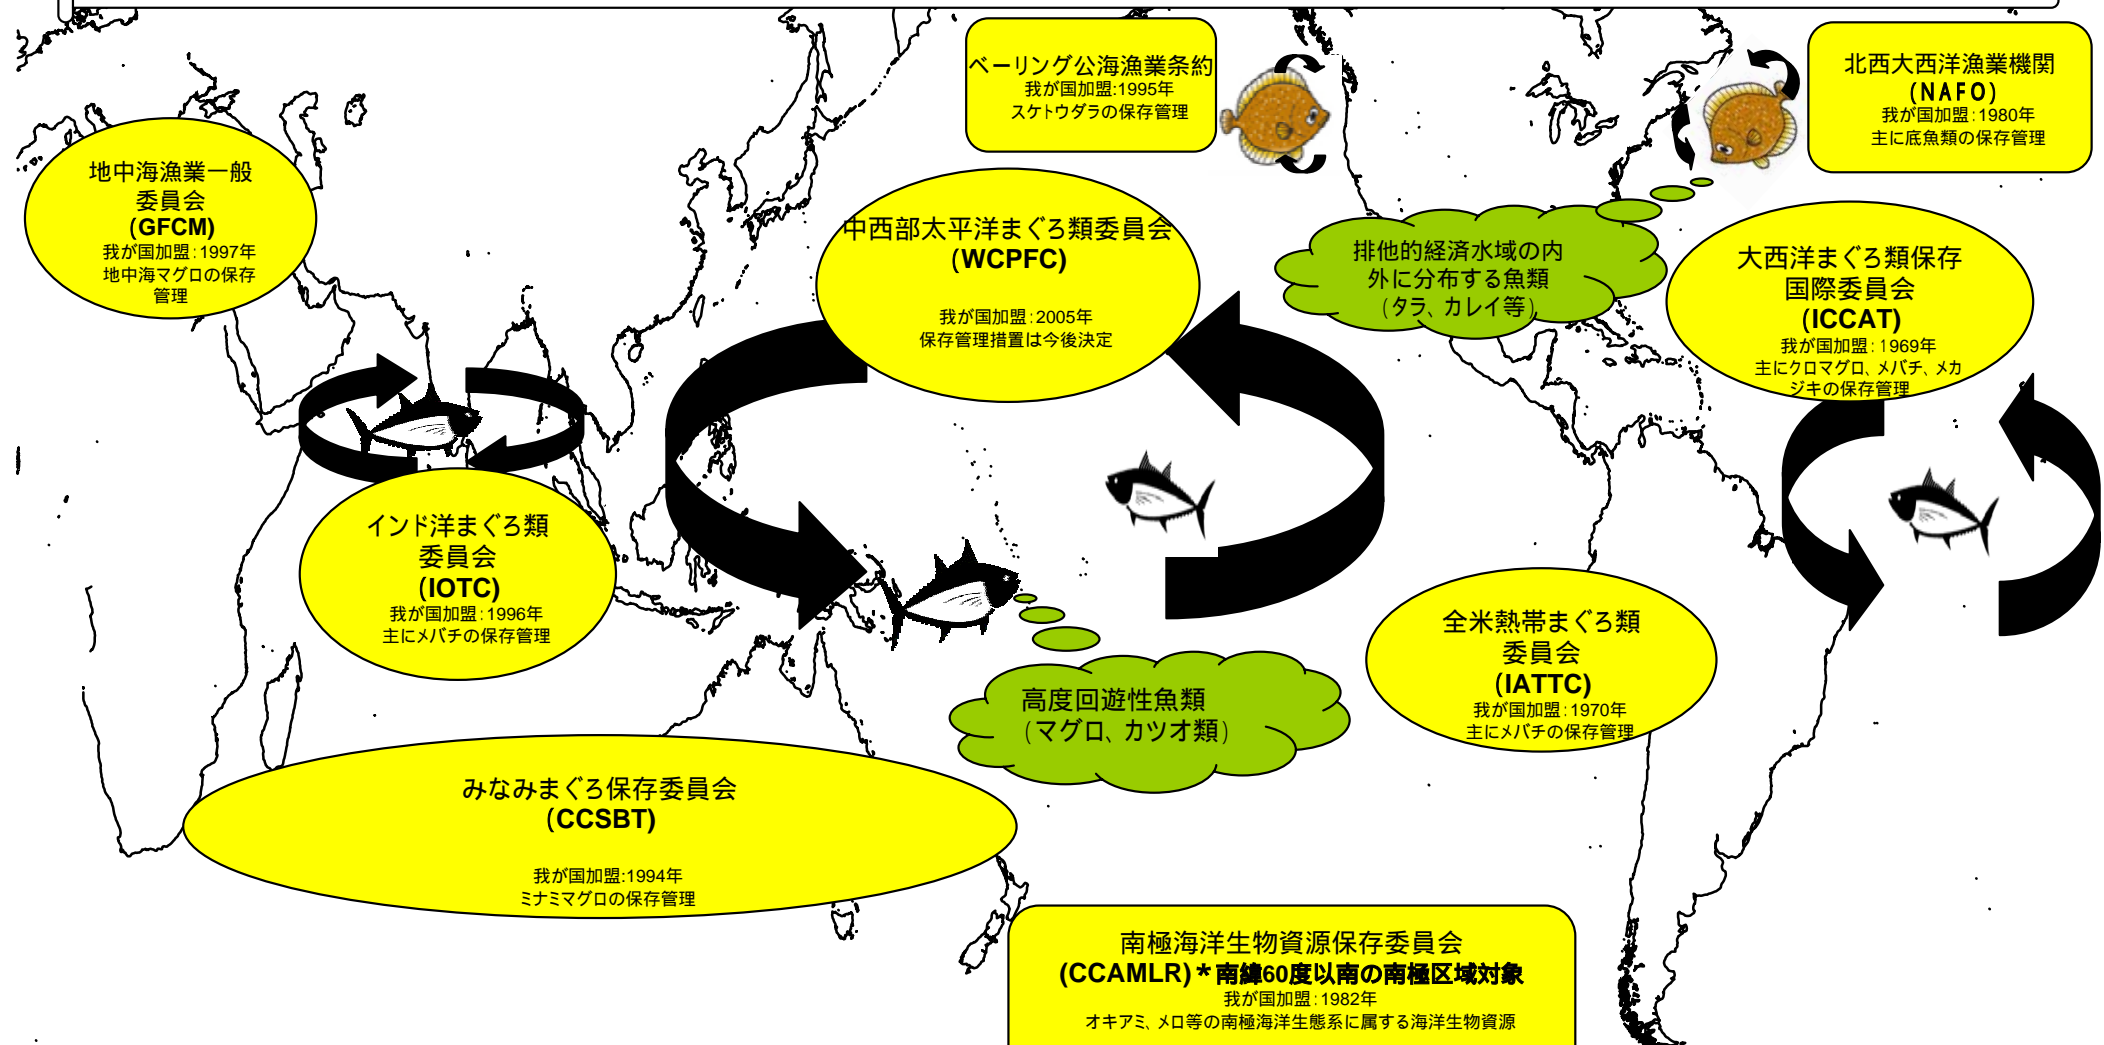 ベーリング公海漁業条約
我が国加盟:1995年
スケトウダラの保存管理
北西大西洋漁業機関
(NAFO)
我が国加盟:1980年
主に底魚類の保存管理
地中海漁業一般
委員会
(GFCM)
我が国加盟:1997年
地中海マグロの保存
管理
中西部太平洋まぐろ類委員会
(WCPFC)
我が国加盟:2005年
保存管理措置は今後決定
排他的経済水域の内
外に分布する魚類
(タラ、カレイ等)
大西洋まぐろ類保存
国際委員会
(ICCAT)
我が国加盟:1969年
主にクロマグロ、メバチ、メカ
ジキの保存管理
インド洋まぐろ類
委員会
(IOTC)
我が国加盟:1996年
主にメバチの保存管理
全米熱帯まぐろ類
委員会
(IATTC)
我が国加盟:1970年
主にメバチの保存管理
高度回遊性魚類
(マグロ、カツオ類)
みなみまぐろ保存委員会
(CCSBT)
我が国加盟:1994年
ミナミマグロの保存管理
南極海洋生物資源保存委員会
(CCAMLR)*南緯60度以南の南極区域対象
我が国加盟:1982年
オキアミ、メロ等の南極海洋生態系に属する海洋生物資源